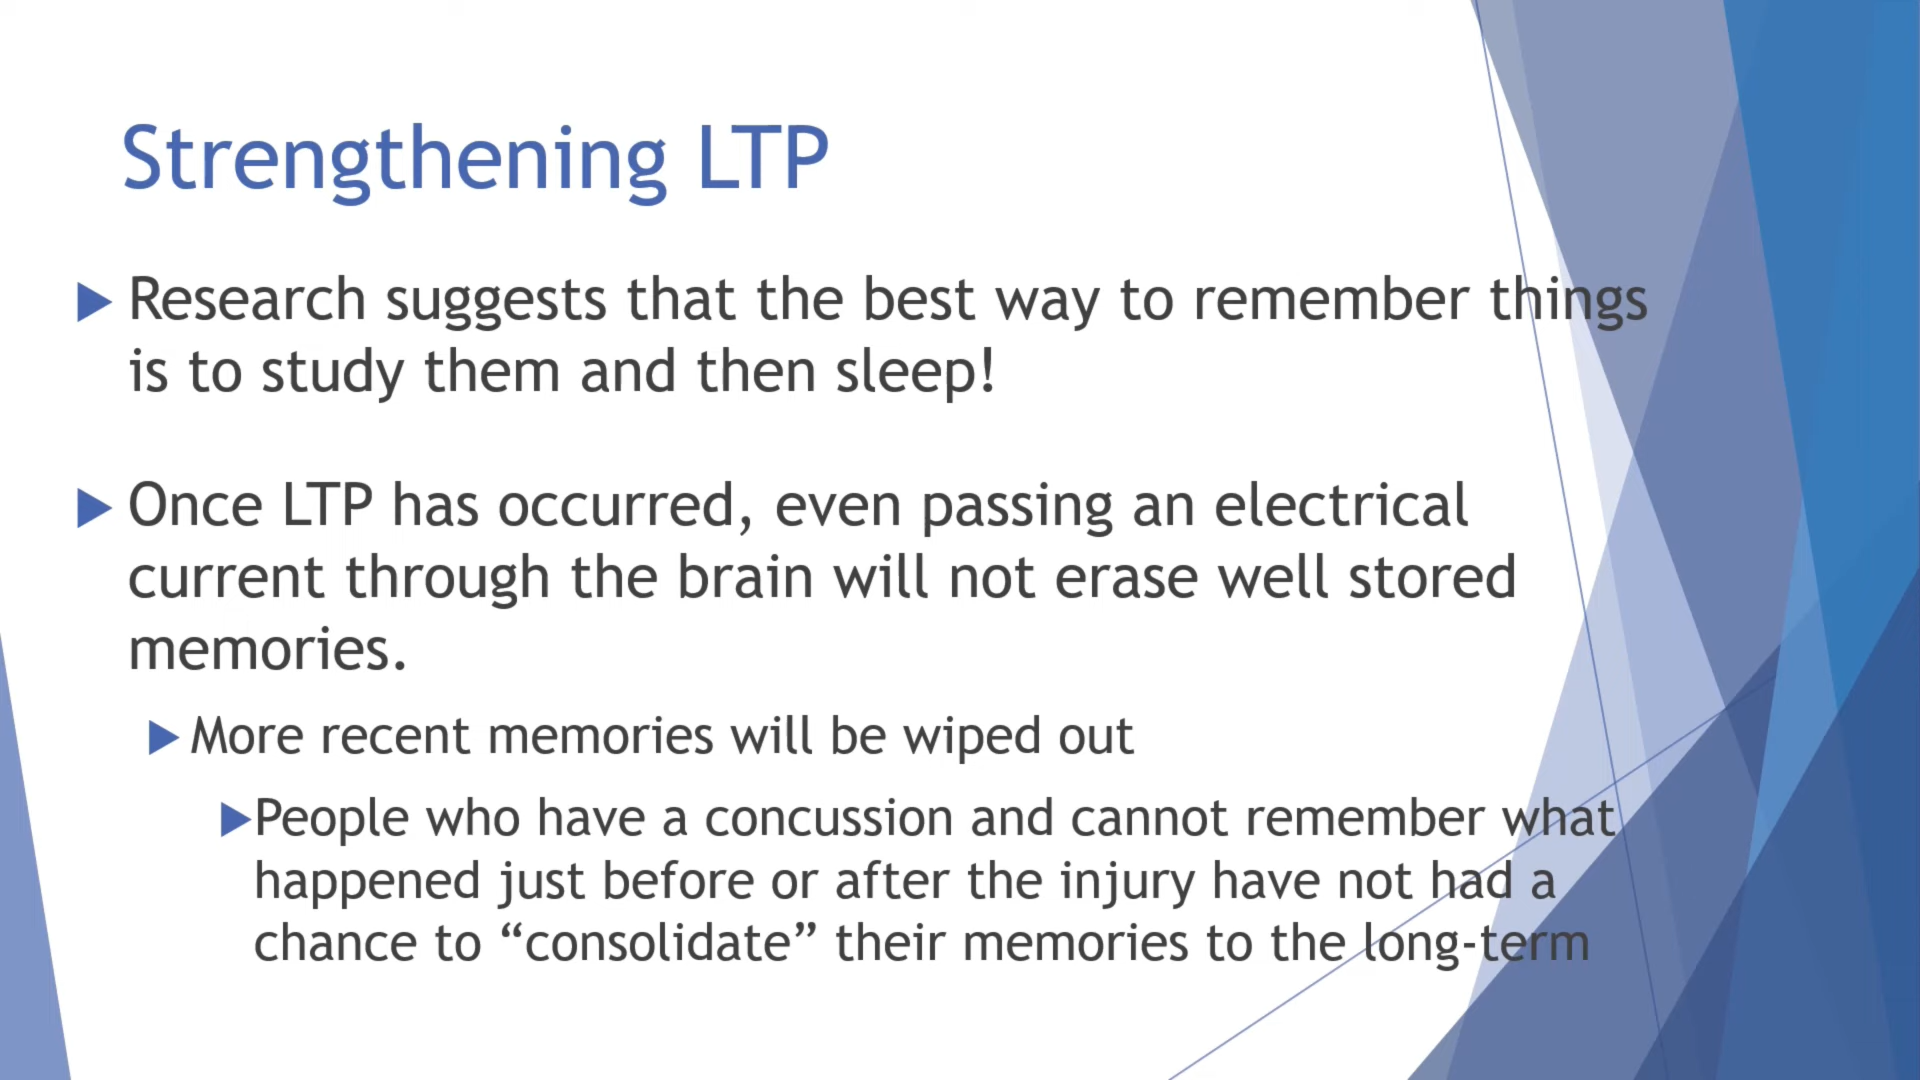 Strengthening LTP
Research suggests that the best way to remember things
is to study them and then sleep!
Once LTP has occurred, even passing an electrical
current through the brain will not erase well stored
memories.
More recent memories will be wiped out
People who have a concussion and cannot remember what
happened just before or after the injury have not had a
chance to “consolidate” their memories to the long-term